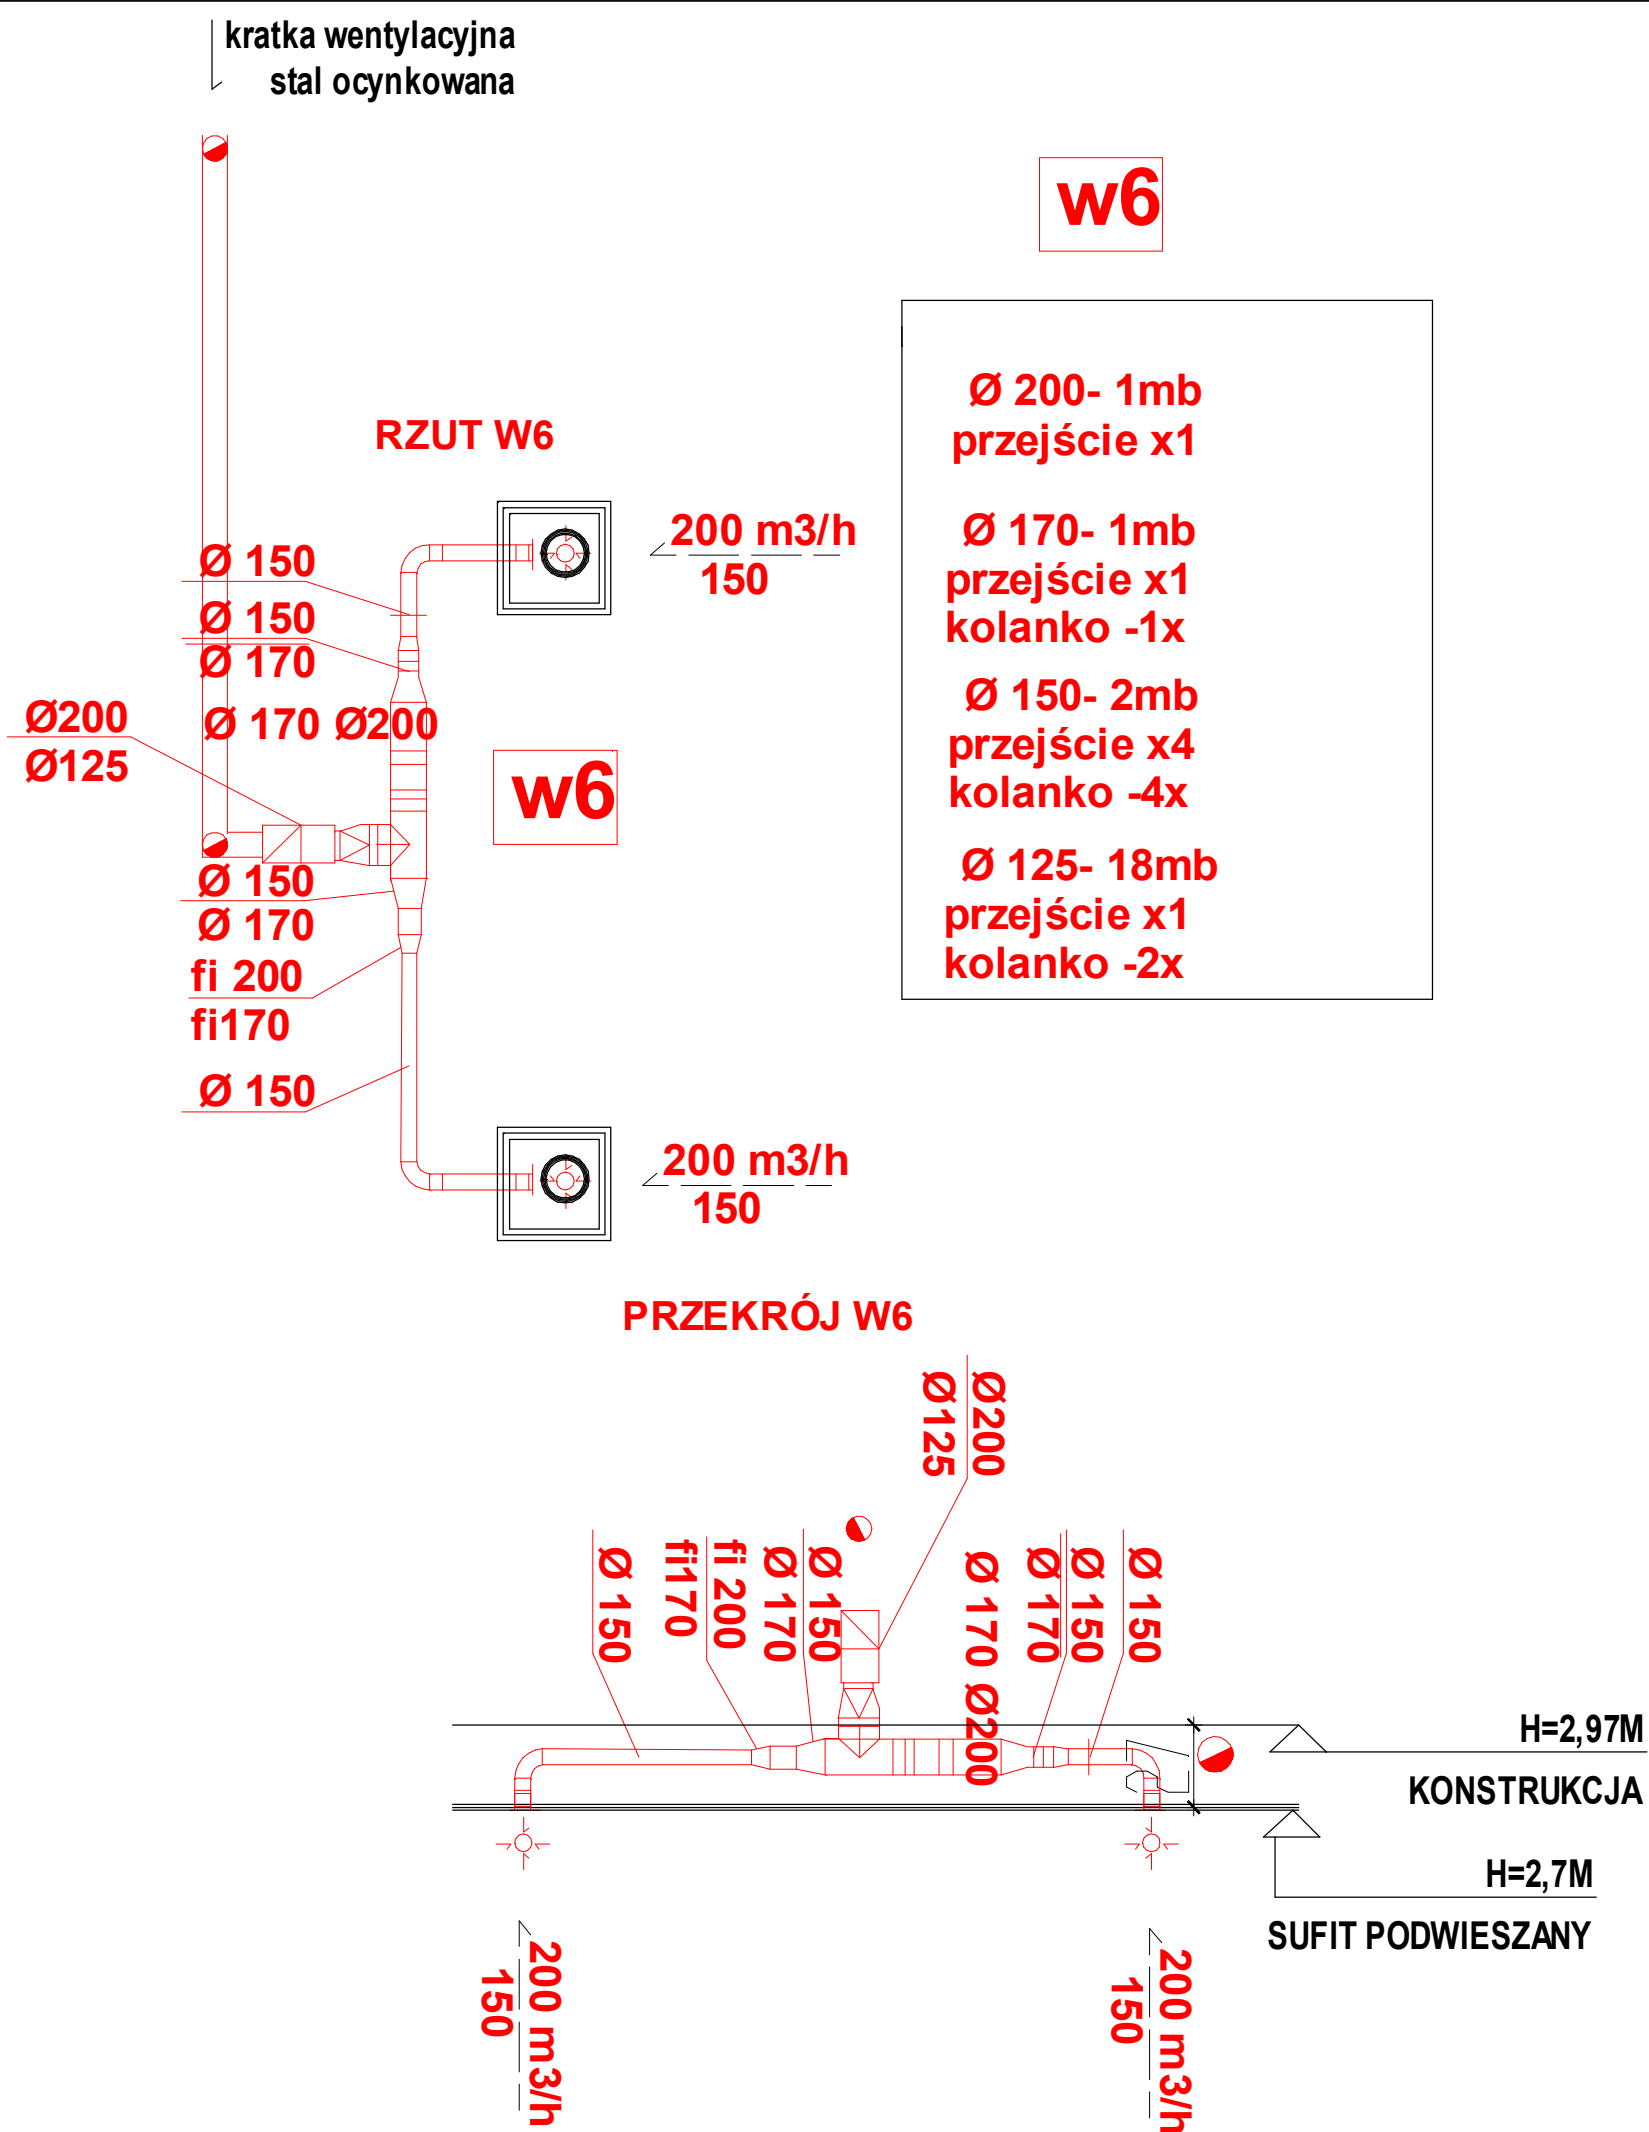 kratka wentylacyjna
stal ocynkowana
w6
RZUT W6
Ø 200- 1mb
przejście x1
Ø 170- 1mb
przejście x1
kolanko -1x
Ø 150- 2mb
przejście x4
kolanko -4x
Ø 125- 18mb
przejście x1
kolanko -2x
200 m3/h
150
Ø 150
Ø 150
Ø 170
Ø 170 Ø200
Ø200
Ø125
w6
Ø 150
Ø 170
fi 200
fi170
Ø 150
200 m3/h
150
PRZEKRÓJ W6
Ø200
Ø125
Ø 150
fi 200
fi170
Ø 150
Ø 170
Ø 170 Ø200
Ø 150
Ø 170
Ø 150
H=2,97M
KONSTRUKCJA
H=2,7M
SUFIT PODWIESZANY
200 m3/h
150
200 m3/h
150